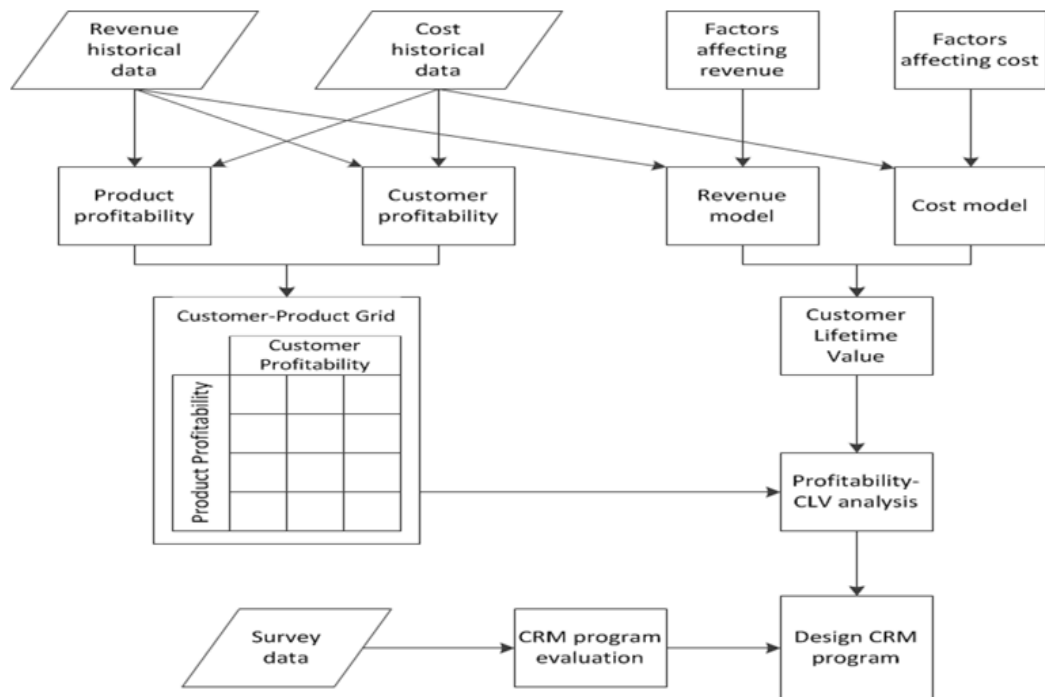 Revenue
historical
data
Cost
historical
data
Factors
affecting
revenue
Factors
affecting cost
Product
profitability
Customer
profitability
Revenue
model
Cost model
Customer-Product Grid
Customer
Profitability
Product Profitability
Customer
Lifetime
Value
Profitability-
CLV analysis
Survey
data
CRM program
evaluation
Design CRM
program